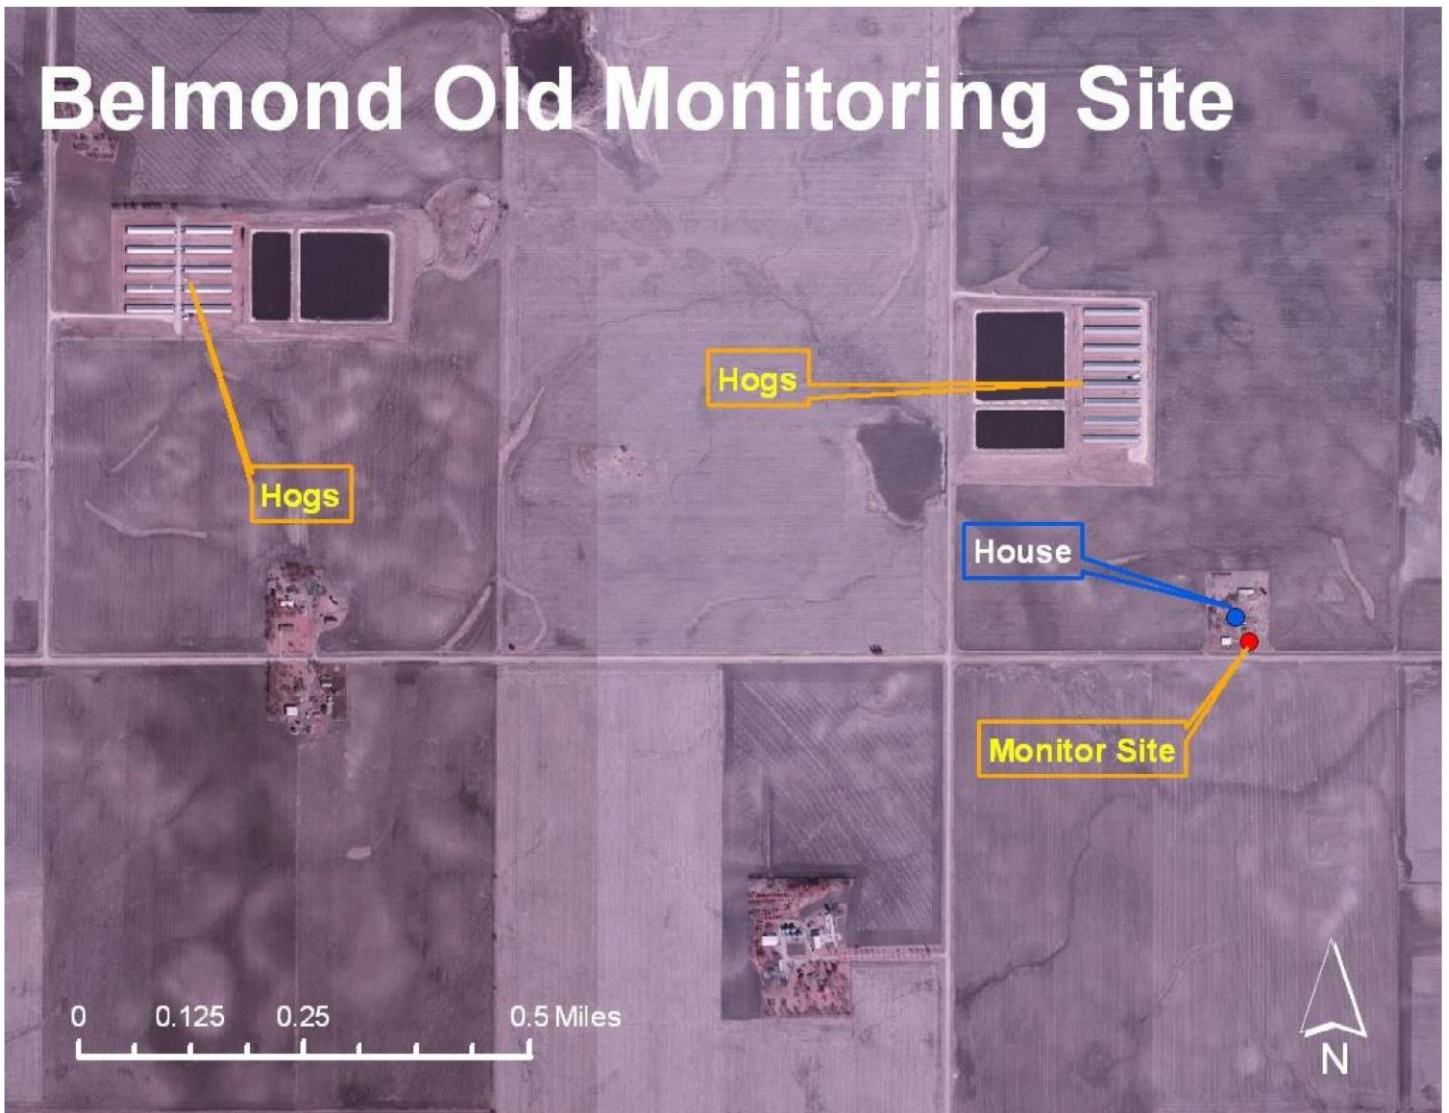 Belmond Old Monitoring Site
Hogs
Hogs
House
Monitor Site
0 0.125 0.25 0.5 Miles
N